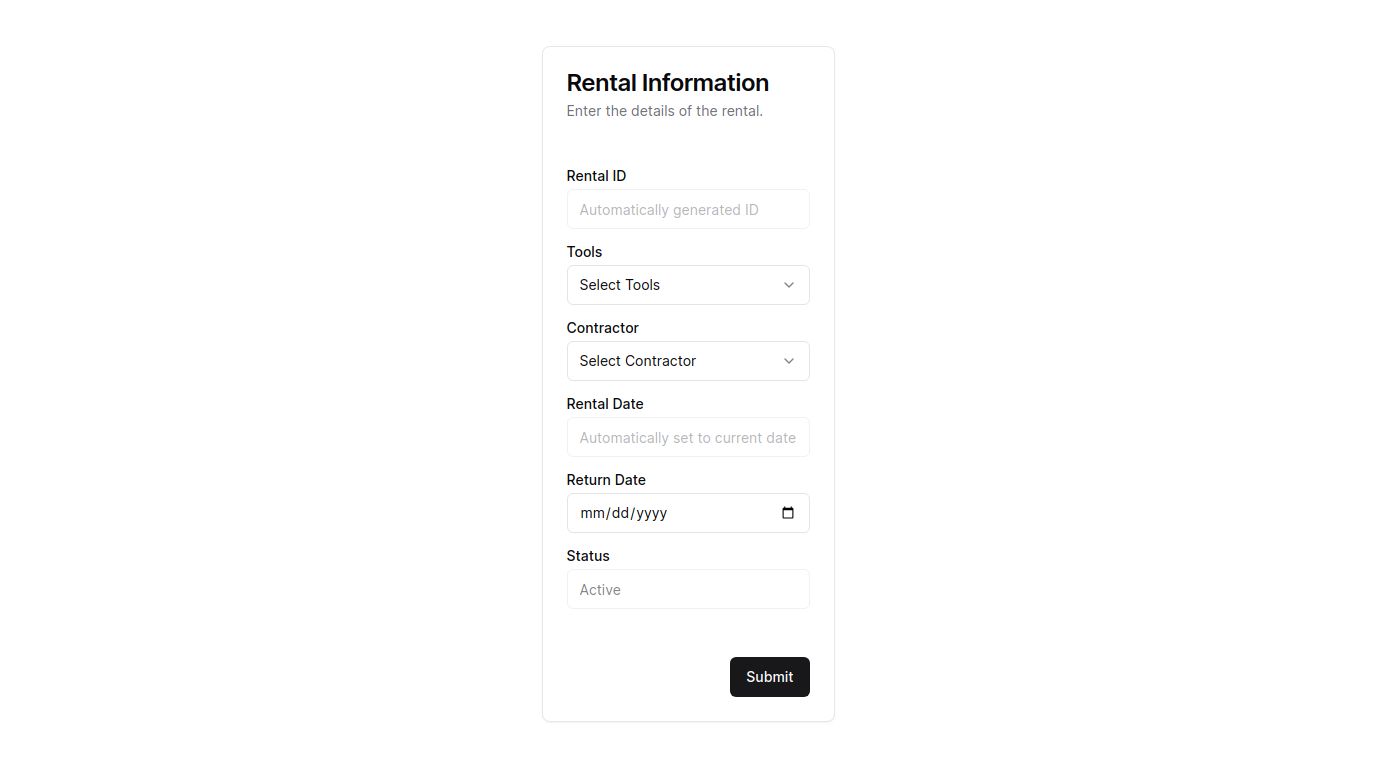 Rental Information
Enter the details of the rental.
Rental ID
Automatically generated ID
Tools
Select Tools
Contractor
Select Contractor
Rental Date
Automatically set to current date
Return Date
mm/dd/yyyy
Status
Active
Submit